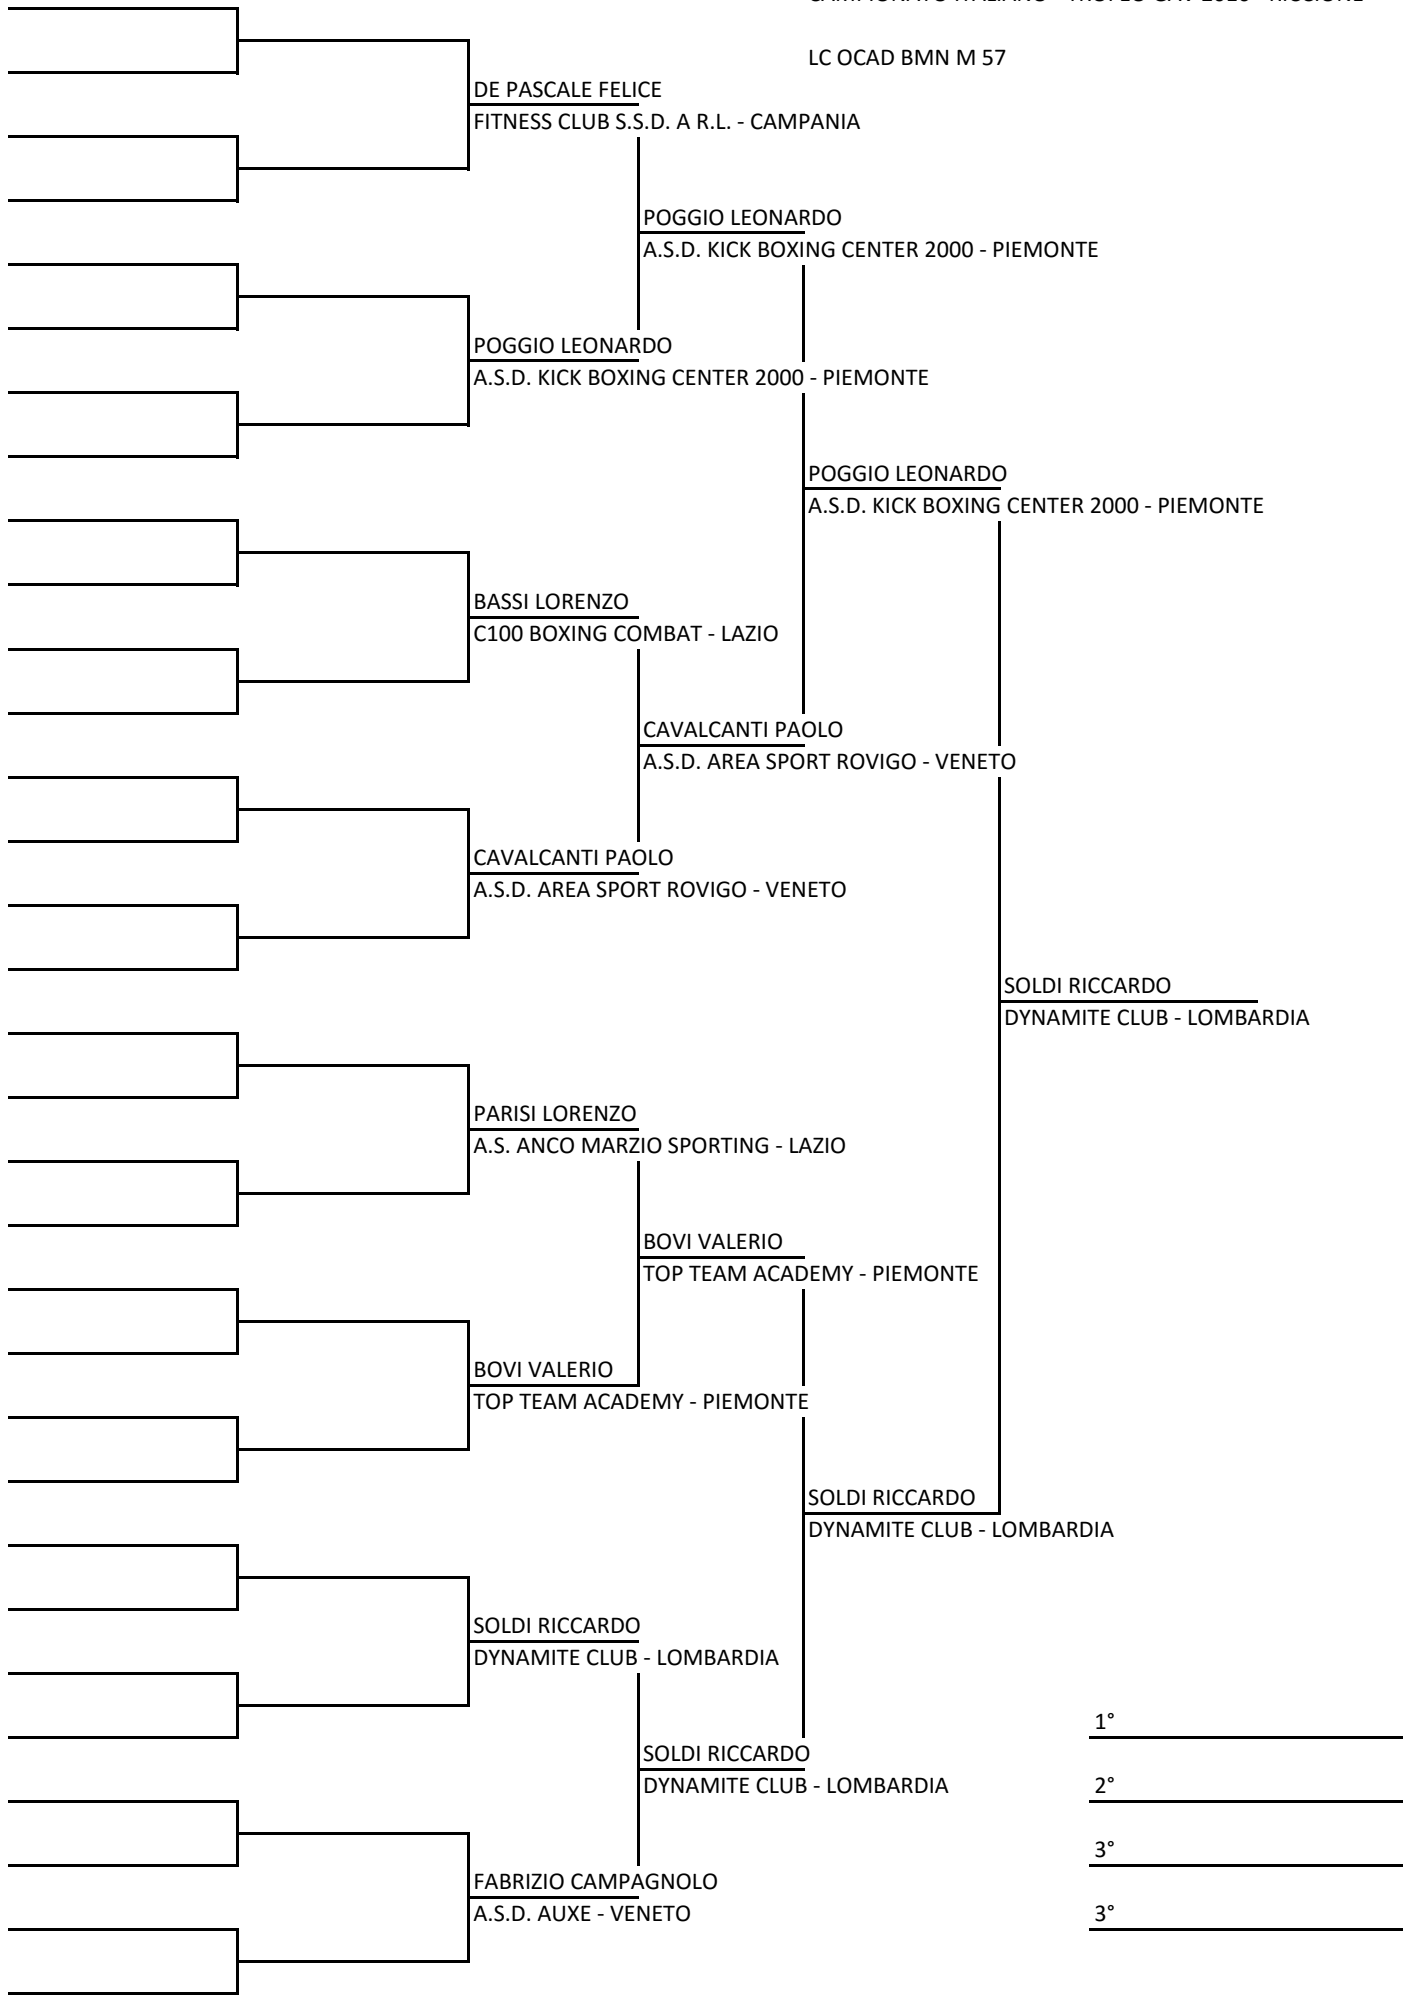 LC OCAD BMN M 57
DE PASCALE FELICE
FITNESS CLUB S.S.D. A R.L. - CAMPANIA
POGGIO LEONARDO
A.S.D. KICK BOXING CENTER 2000 - PIEMONTE
POGGIO LEONARDO
A.S.D. KICK BOXING CENTER 2000 - PIEMONTE
POGGIO LEONARDO
A.S.D. KICK BOXING CENTER 2000 - PIEMONTE
BASSI LORENZO
C100 BOXING COMBAT - LAZIO
CAVALCANTI PAOLO
A.S.D. AREA SPORT ROVIGO - VENETO
CAVALCANTI PAOLO
A.S.D. AREA SPORT ROVIGO - VENETO
SOLDI RICCARDO
DYNAMITE CLUB - LOMBARDIA
PARISI LORENZO
A.S. ANCO MARZIO SPORTING - LAZIO
BOVI VALERIO
TOP TEAM ACADEMY - PIEMONTE
BOVI VALERIO
TOP TEAM ACADEMY - PIEMONTE
SOLDI RICCARDO
DYNAMITE CLUB - LOMBARDIA
SOLDI RICCARDO
DYNAMITE CLUB - LOMBARDIA
1°
SOLDI RICCARDO
DYNAMITE CLUB - LOMBARDIA
2°
3°
FABRIZIO CAMPAGNOLO
A.S.D. AUXE - VENETO
3°